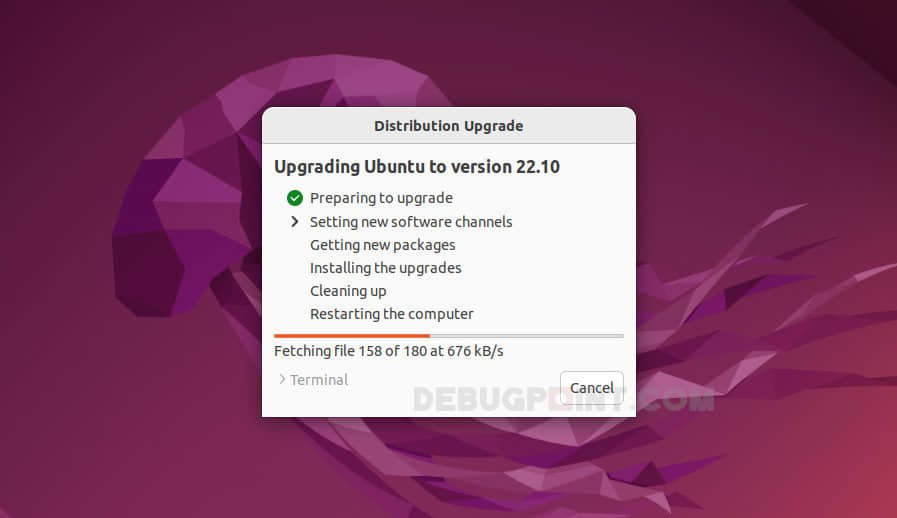 Distribution Upgrade
Upgrading Ubuntu to version 22.10
Preparing to upgrade
Setting new software channels
Getting new packages
Installing the upgrades
Cleaning up
Restarting the computer
Fetching file 158 of 180 at 676 kB/s
Terminal
Cancel
DEBUGPOINT.COM